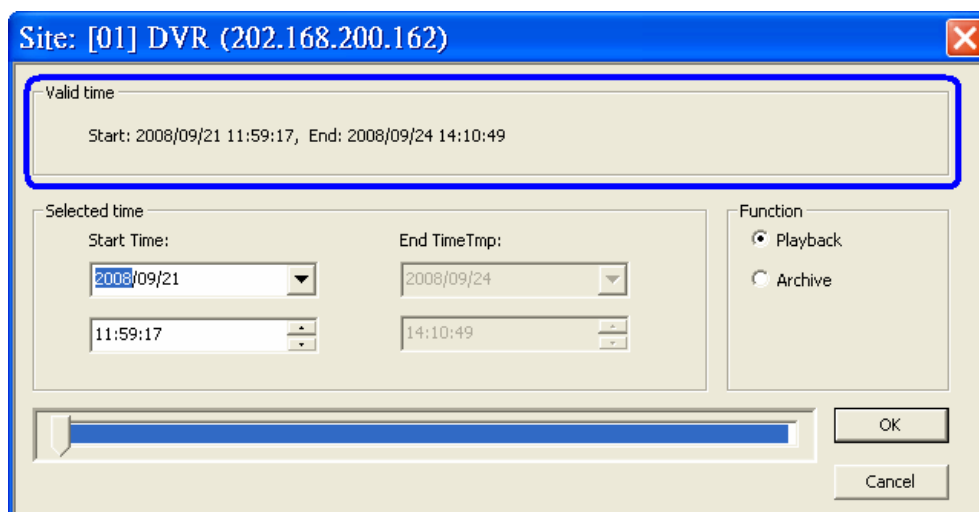 Site: [01] DVR (202.168.200.162)
Valid time
Start: 2008/09/21 11:59:17, End: 2008/09/24 14:10:49
Selected time
Start Time:
End TimeTmp:
2008/09/21
2008/09/24
11:59:17
14:10:49
Function
Playback
Archive
OK
Cancel